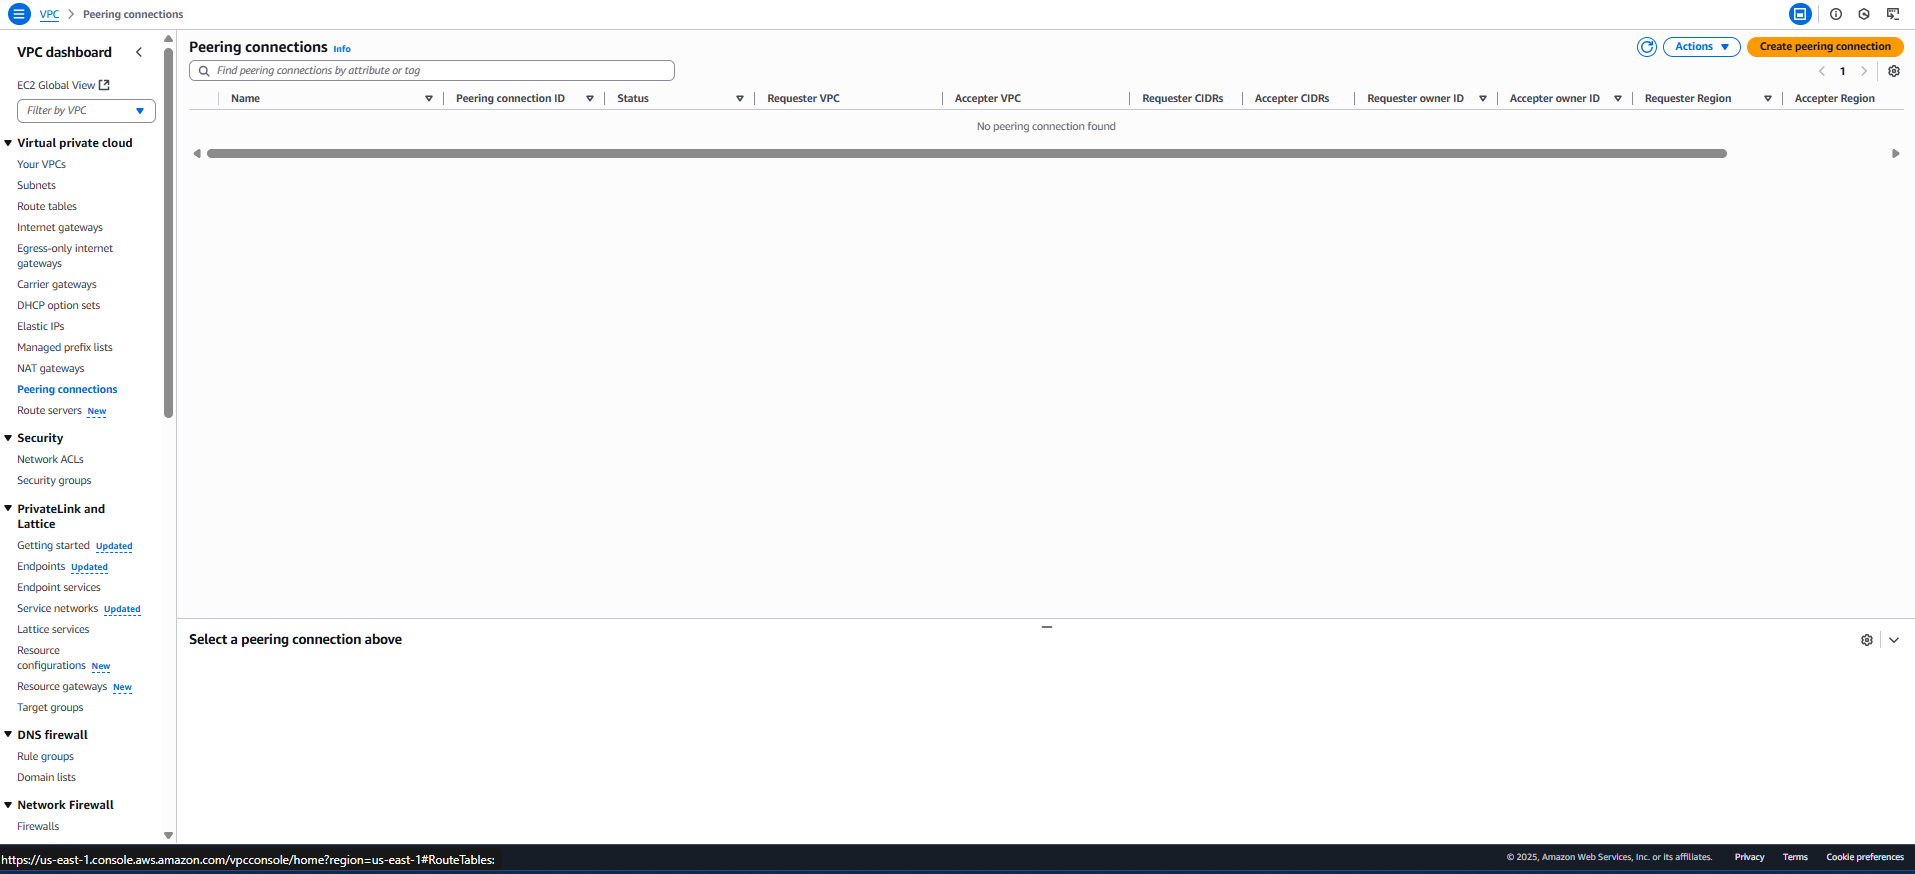 VPC > Peering connections
VPC dashboard
EC2 Global View
Filter by VPC
Virtual private cloud
Your VPCs
Subnets
Route tables
Internet gateways
Egress-only internet
gateways
Carrier gateways
DHCP option sets
Elastic IPs
Managed prefix lists
NAT gateways
Peering connections
Route servers New
Security
Network ACLs
Security groups
PrivateLink and
Lattice
Getting started Updated
Endpoints Updated
Endpoint services
Service networks Updated
Lattice services
Resource
configurations New
Resource gateways New
Target groups
DNS firewall
Rule groups
Domain lists
Network Firewall
Firewalls
Peering connections Info
Actions
Create peering connection
Find peering connections by attribute or tag
1
Name Peering connection ID Status Requester VPC Accepter VPC Requester CIDRs Accepter CIDRs Requester owner ID Accepter owner ID Requester Region Accepter Region
No peering connection found
Select a peering connection above
https://us-east-1.console.aws.amazon.com/vpcconsole/home?region=us-east-1#RouteTables:
© 2025, Amazon Web Services, Inc. or its affiliates. Privacy Terms Cookie preferences